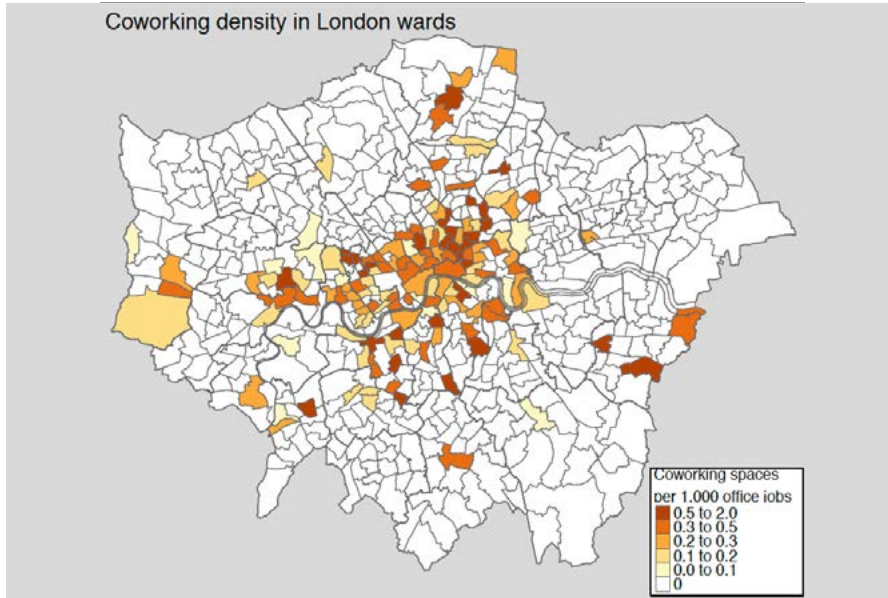 Coworking density in London wards
Coworking spaces
per 1.000 office jobs
0.5 to 2.0
0.3 to 0.5
0.2 to 0.3
0.1 to 0.2
0.0 to 0.1
0